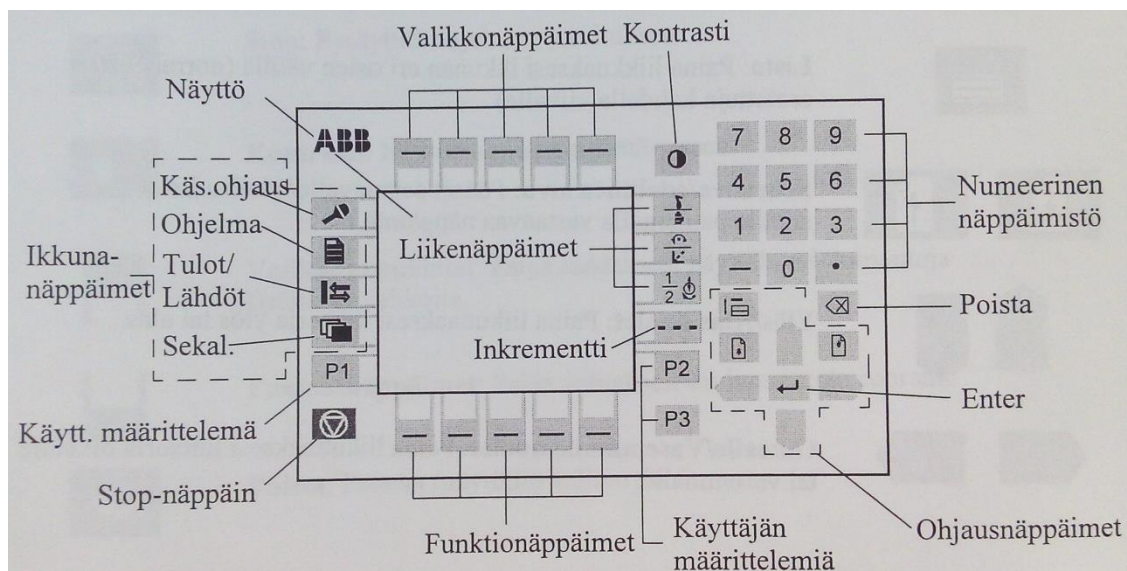 Valikkonäppäimet
Kontrasti
Näyttö
ABB
7 8 9
4 5 6
1 2 3
— 0 •
Käs.ohjaus
Ohjelma
Tulot/
Lähdöt
Sekal.
Ikkuna-
näppäimet
Liikenäppäimet
1/2
Inkrementti
Numeerinen
näppäimistö
Poista
P1
P2
P3
Enter
Käytt. määrittelemä
Stop-näppäin
Funktionäppäimet
Käyttäjän
määrittelemiä
Ohjausnäppäimet